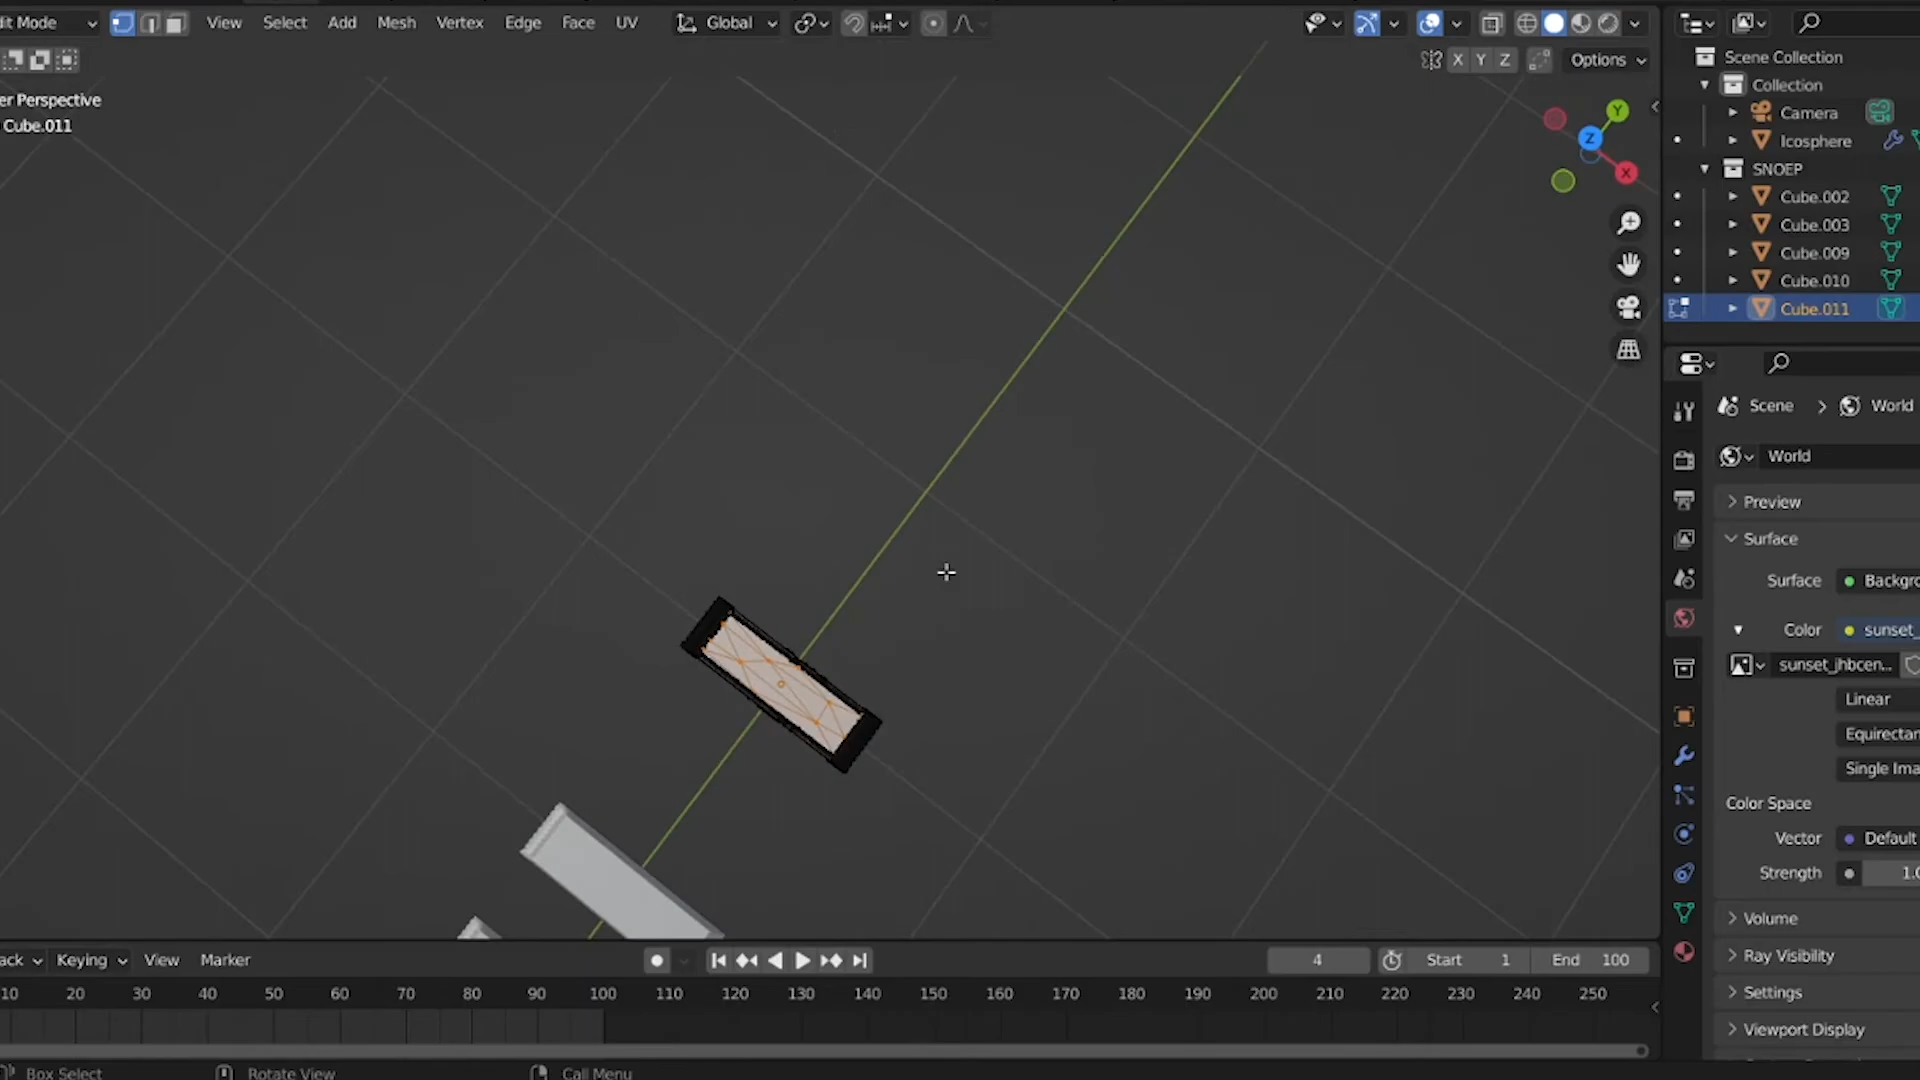 dit Mode View Select Add Mesh Vertex Edge Face UV Global
X Y Z Options
er Perspective
Cube.011
Y
Z
X
Scene Collection
Collection
Camera
Icosphere
SNOEP
Cube.002
Cube.003
Cube.009
Cube.010
Cube.011
Scene > World
World
Preview
Surface
Surface Backgro
Color sunset_
sunset_jhbcen...
Linear
Equirectan
Single Ima
Color Space
Vector Default
Strength 1.0
Volume
Ray Visibility
Settings
Viewport Display
ack Keying View Marker 4 Start 1 End 100
10 20 30 40 50 60 70 80 90 100 110 120 130 140 150 160 170 180 190 200 210 220 230 240 250
Box Select Rotate View Call Menu